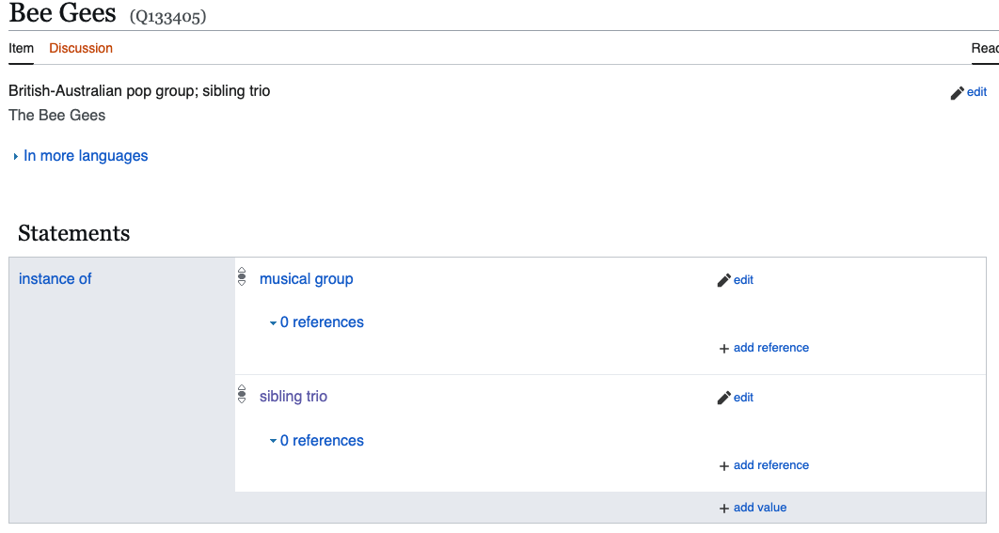 Bee Gees (Q133405)
Item Discussion Read
British-Australian pop group; sibling trio edit
The Bee Gees
In more languages
Statements
instance of musical group edit
0 references
+ add reference
sibling trio edit
0 references
+ add reference
+ add value